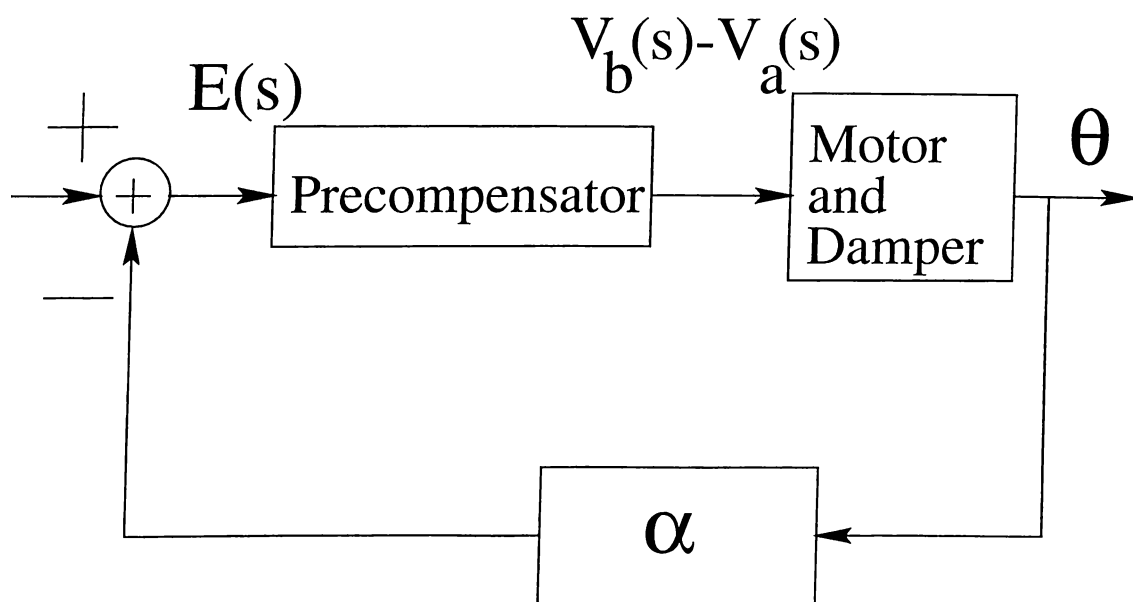 V_b(s)-V_a(s)
E(s)
+
+
Precompensator
Motor
and
Damper
θ
—
α